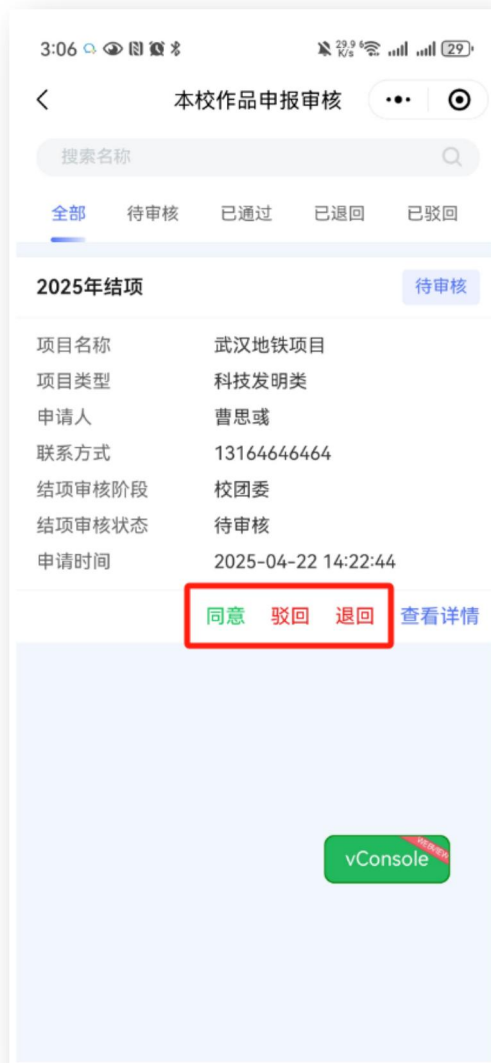 3:06 29.9 K/s 6 29
本校作品申报审核
搜索名称
全部 待审核 已通过 已退回 已驳回
2025年结项 待审核
项目名称 武汉地铁项目
项目类型 科技发明类
申请人 曹思彧
联系方式 13164646464
结项审核阶段 校团委
结项审核状态 待审核
申请时间 2025-04-22 14:22:44
同意 驳回 退回 查看详情
vConsole WEBVIEW